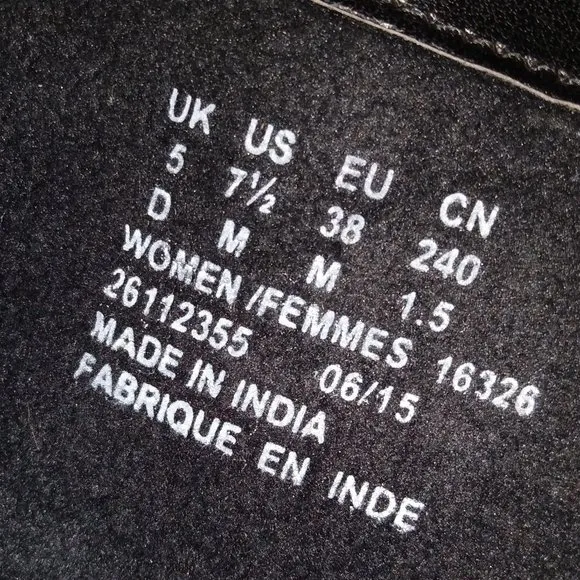 UK US EU CN
5 7½ 38 240
D M M 1.5
WOMEN/FEMMES 16326
26112355 06/15
MADE IN INDIA
FABRIQUE EN INDE